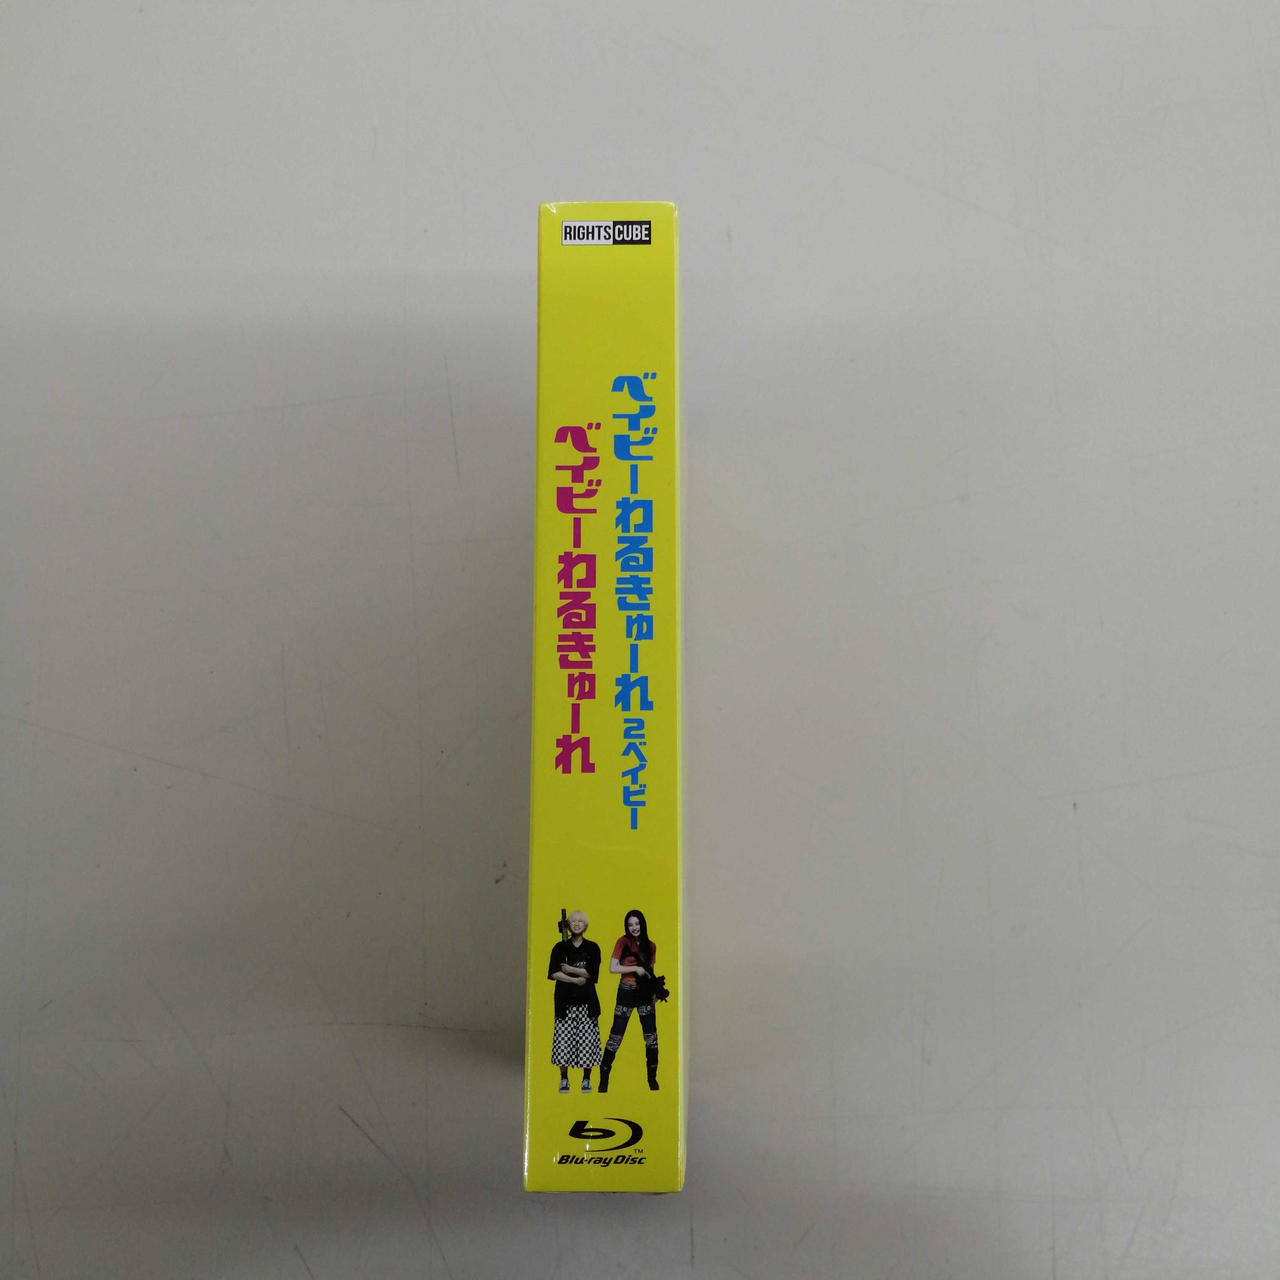 RIGHTS CUBE
ベイビーわるきゅーれ 2ベイビー
ベイビーわるきゅーれ
Blu-ray Disc TM